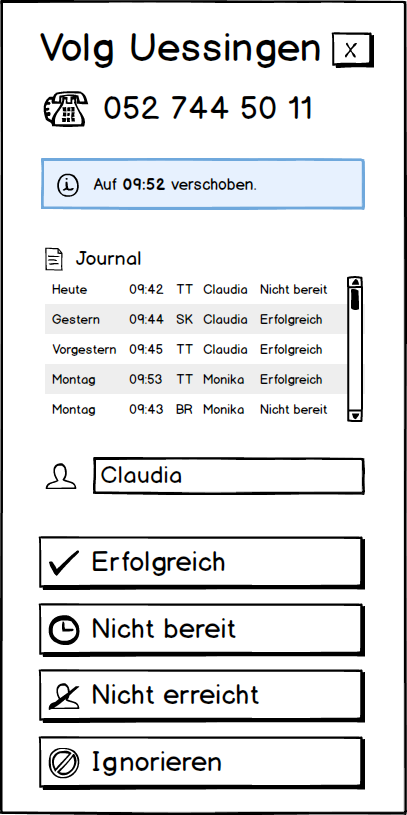 Volg Uessingen X
052 744 50 11
Auf 09:52 verschoben.
Journal
Heute 09:42 TT Claudia Nicht bereit
Gestern 09:44 SK Claudia Erfolgreich
Vorgestern 09:45 TT Claudia Erfolgreich
Montag 09:53 TT Monika Erfolgreich
Montag 09:43 BR Monika Nicht bereit
Claudia
Erfolgreich
Nicht bereit
Nicht erreicht
Ignorieren